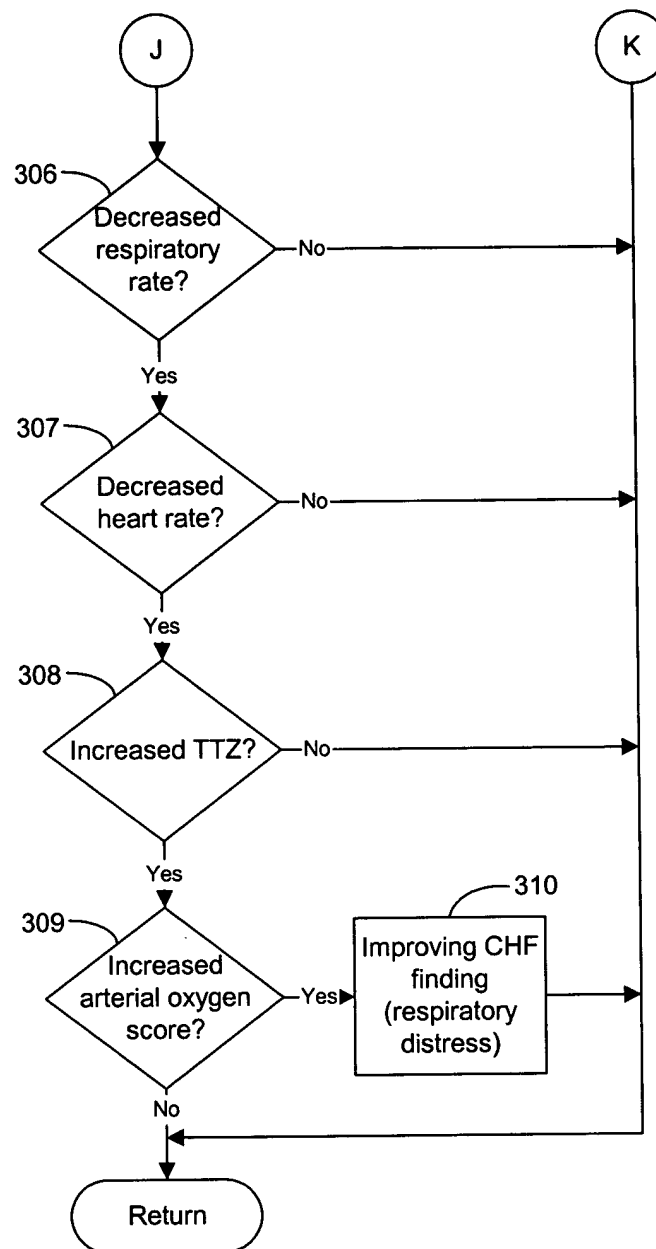 J
K
306
Decreased
respiratory
rate?
No
Yes
307
Decreased
heart rate?
No
Yes
308
Increased TTZ?
No
Yes
309
Increased
arterial oxygen
score?
Yes
310
Improving CHF
finding
(respiratory
distress)
No
Return